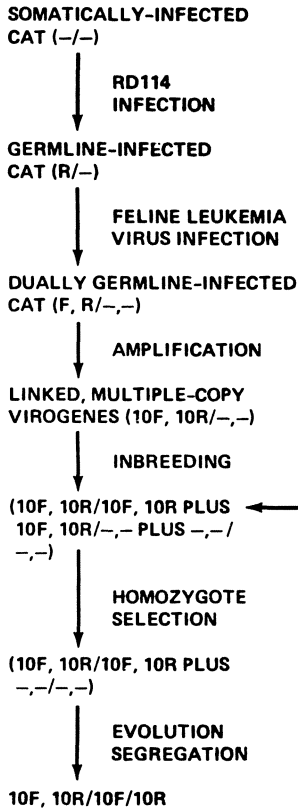 SOMATICALLY-INFECTED
CAT (−/−)
RD114
INFECTION
GERMLINE-INFECTED
CAT (R/−)
FELINE LEUKEMIA
VIRUS INFECTION
DUALLY GERMLINE-INFECTED
CAT (F, R/−,−)
AMPLIFICATION
LINKED, MULTIPLE-COPY
VIROGENES (10F, 10R/−,−)
INBREEDING
(10F, 10R/10F, 10R PLUS
10F, 10R/−,− PLUS −,−/
−,−)
HOMOZYGOTE
SELECTION
(10F, 10R/10F, 10R PLUS
−,−/−,−)
EVOLUTION
SEGREGATION
10F, 10R/10F/10R